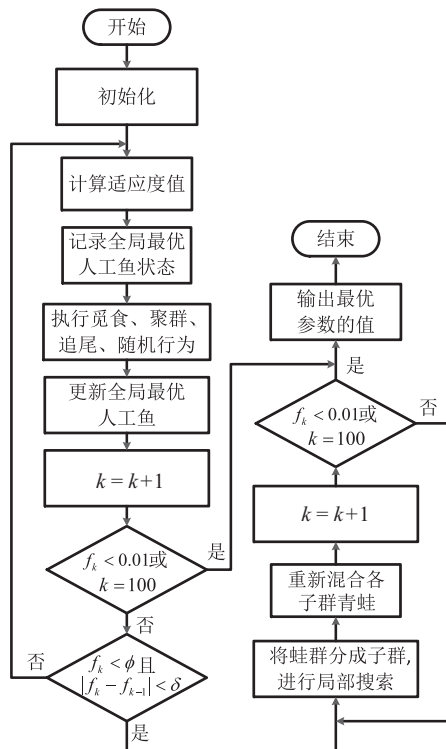 开始
初始化
计算适应度值
记录全局最优
人工鱼状态
执行觅食、聚群、
追尾、随机行为
更新全局最优
人工鱼
k = k+1
f_k < 0.01或
k = 100
是
否
f_k < ϕ 且
|f_k − f_{k−1}| < δ
否
是
将蛙群分成子群,
进行局部搜索
重新混合各
子群青蛙
k = k+1
f_k < 0.01或
k = 100
否
是
输出最优
参数的值
结束